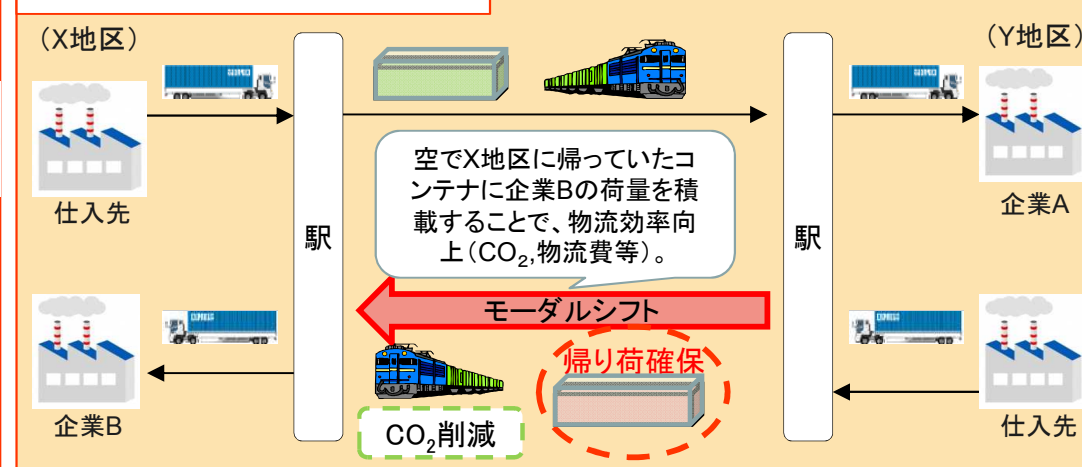 （X地区）
（Y地区）
仕入先
駅
空でX地区に帰っていたコ
ンテナに企業Bの荷量を積
載することで、物流効率向
上（CO₂,物流費等）。
駅
企業A
モーダルシフト
帰り荷確保
企業B
CO₂削減
仕入先
EXPRESS